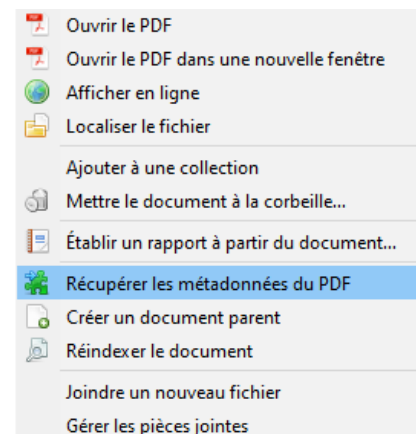 Ouvrir le PDF
Ouvrir le PDF dans une nouvelle fenêtre
Afficher en ligne
Localiser le fichier
Ajouter à une collection
Mettre le document à la corbeille...
Établir un rapport à partir du document...
Récupérer les métadonnées du PDF
Créer un document parent
Réindexer le document
Joindre un nouveau fichier
Gérer les pièces jointes